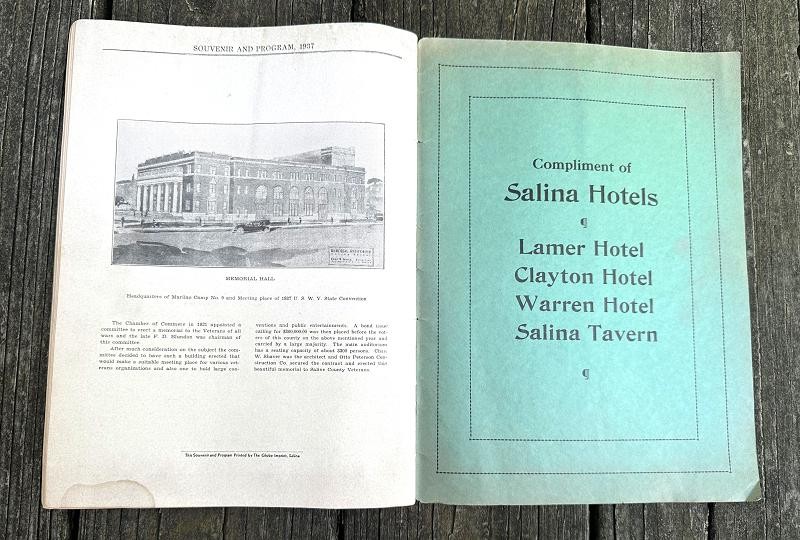 SOUVENIR AND PROGRAM, 1937
MEMORIAL HALL
Headquarters of Marline Camp No. 9 and Meeting place of 1937 U. S. W. V. State Convention
The Chamber of Commerce in 1921 appointed a
committee to erect a memorial to the Veterans of all
wars and the late F. D. Blundon was chairman of
this committee.
After much consideration on the subject the com-
mittee decided to have such a building erected that
would make a suitable meeting place for various vet-
erans organizations and also one to hold large con-
ventions and public entertainments. A bond issue
calling for $300,000.00 was then placed before the vot-
ers of this county on the above mentioned year and
carried by a large majority. The main auditorium
has a seating capacity of about 3300 persons. Chas.
W. Shaver was the architect and Otto Peterson Con-
struction Co. secured the contract and erected this
beautiful memorial to Saline County Veterans.
This Souvenir and Program Printed by The Globe Imprint, Salina
Compliment of
Salina Hotels
¶
Lamer Hotel
Clayton Hotel
Warren Hotel
Salina Tavern
¶